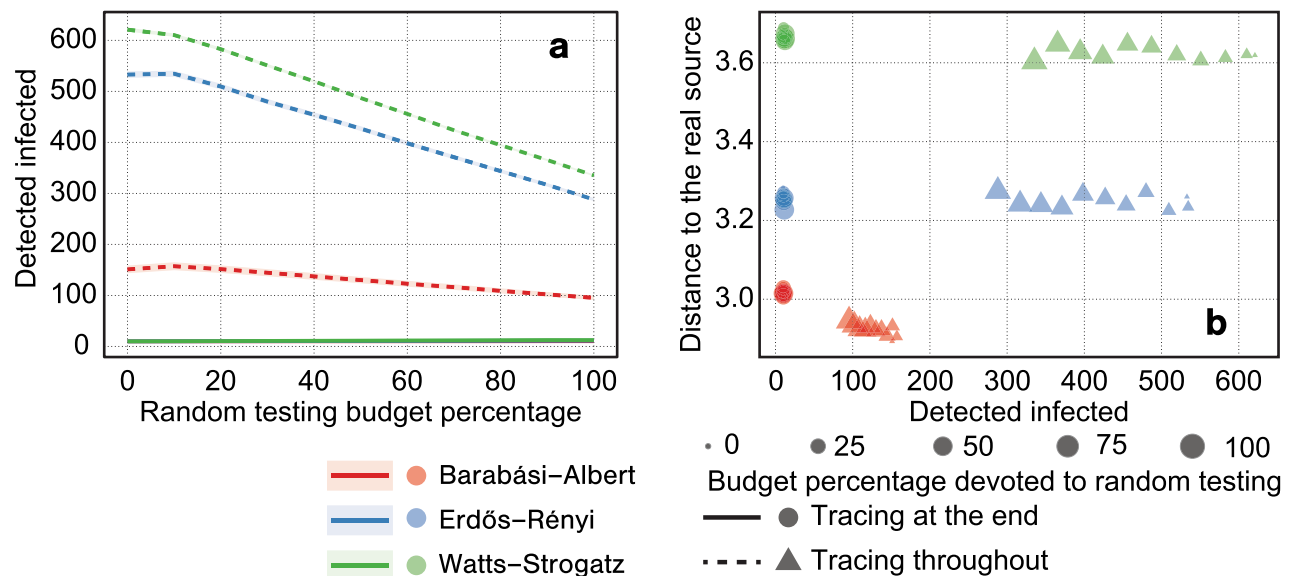 a
600
500
400
300
200
100
0
Detected infected
0 20 40 60 80 100
Random testing budget percentage
b
3.6
3.4
3.2
3.0
Distance to the real source
0 100 200 300 400 500 600
Detected infected
0 25 50 75 100
Budget percentage devoted to random testing
Tracing at the end
Tracing throughout
Barabási–Albert
Erdős–Rényi
Watts–Strogatz